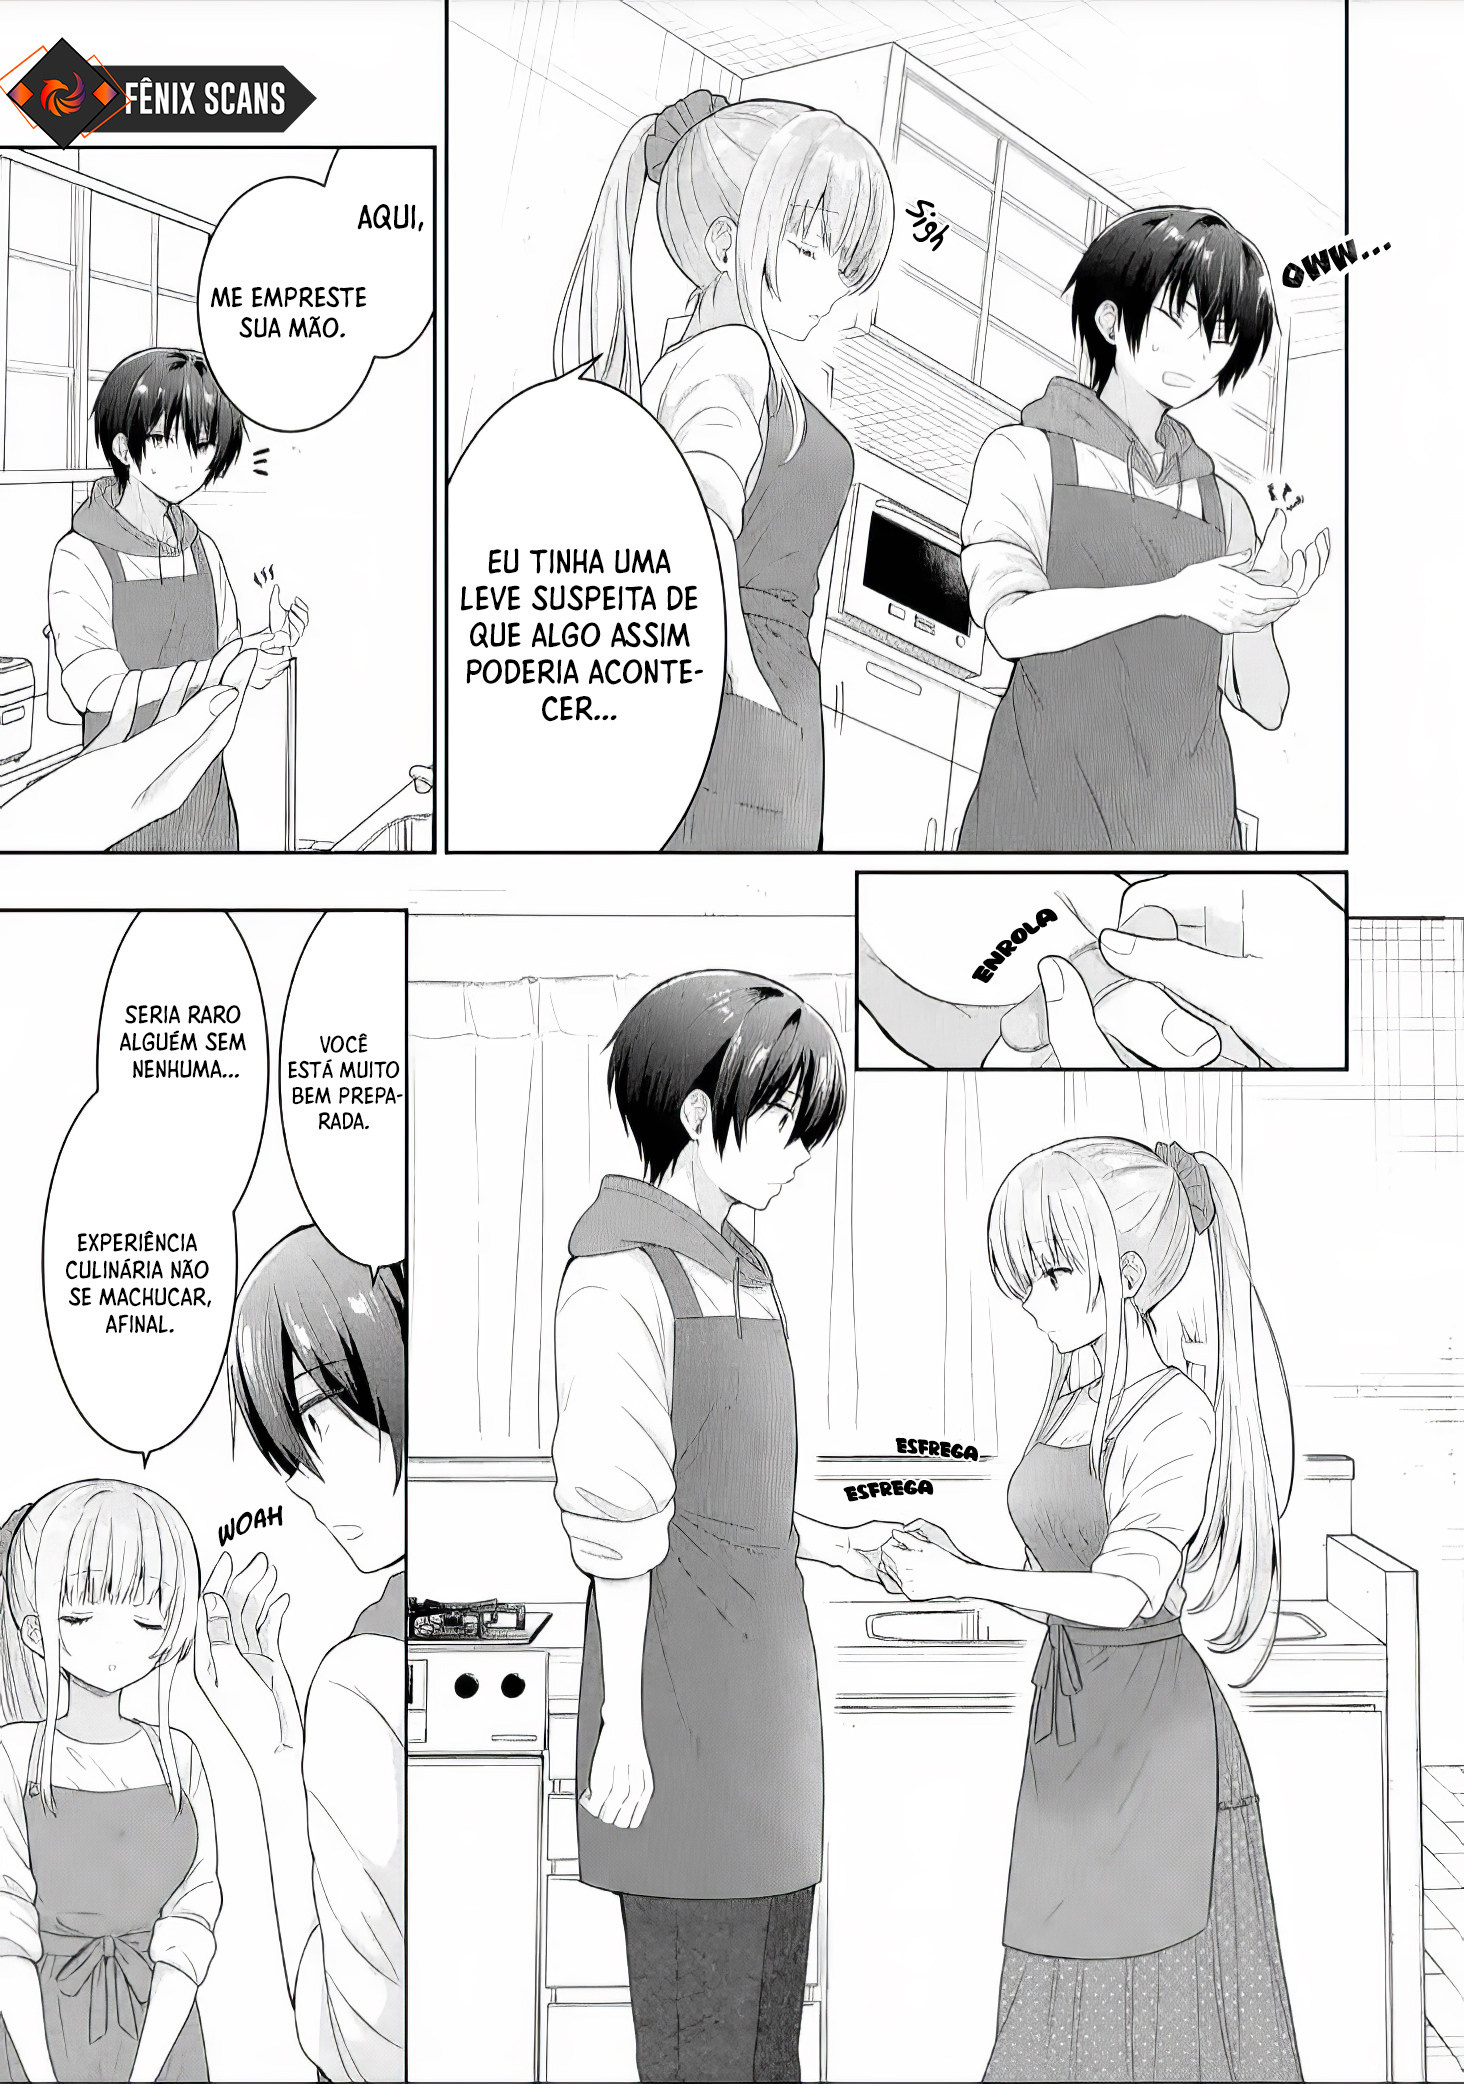 FÊNIX SCANS
Sigh
OWW...
EU TINHA UMA
LEVE SUSPEITA DE
QUE ALGO ASSIM
PODERIA ACONTE-
CER...
AQUI,
ME EMPRESTE
SUA MÃO.
ENROLA
ESFREGA
ESFREGA
VOCÊ
ESTÁ MUITO
BEM PREPA-
RADA.
WOAH
SERIA RARO
ALGUÉM SEM
NENHUMA...
EXPERIÊNCIA
CULINÁRIA NÃO
SE MACHUCAR,
AFINAL.